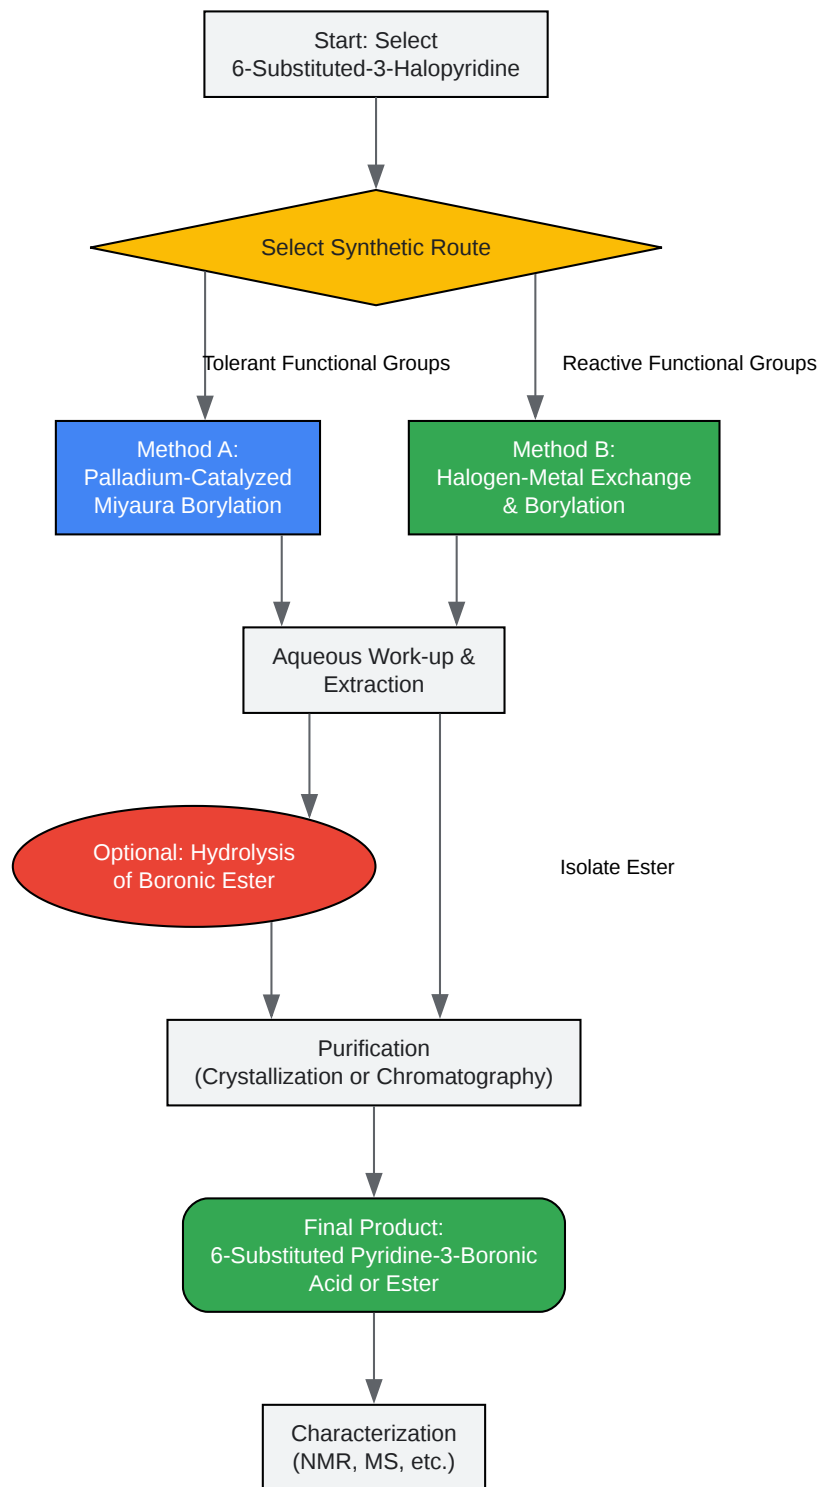 Start: Select
6-Substituted-3-Halopyridine
Select Synthetic Route
Tolerant Functional Groups
Reactive Functional Groups
Method A:
Palladium-Catalyzed
Miyaura Borylation
Method B:
Halogen-Metal Exchange
& Borylation
Aqueous Work-up &
Extraction
Optional: Hydrolysis
of Boronic Ester
Isolate Ester
Purification
(Crystallization or Chromatography)
Final Product:
6-Substituted Pyridine-3-Boronic
Acid or Ester
Characterization
(NMR, MS, etc.)